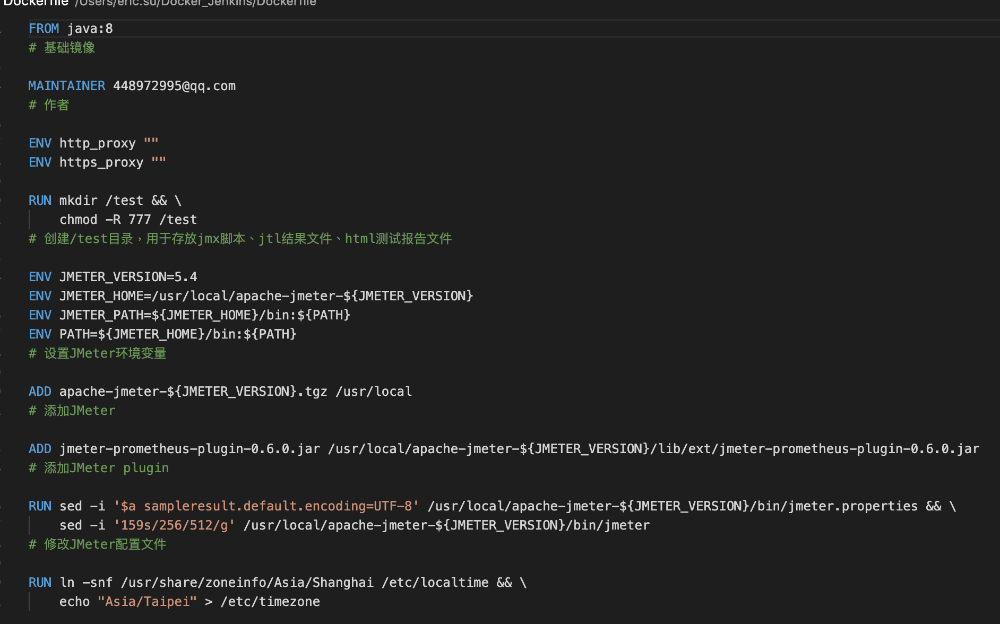 Dockerfile /Users/eric.su/Docker_Jenkins/Dockerfile
FROM java:8
# 基础镜像
MAINTAINER 448972995@qq.com
# 作者
ENV http_proxy ""
ENV https_proxy ""
RUN mkdir /test && \
chmod -R 777 /test
# 创建/test目录，用于存放jmx脚本、jtl结果文件、html测试报告文件
ENV JMETER_VERSION=5.4
ENV JMETER_HOME=/usr/local/apache-jmeter-${JMETER_VERSION}
ENV JMETER_PATH=${JMETER_HOME}/bin:${PATH}
ENV PATH=${JMETER_HOME}/bin:${PATH}
# 设置JMeter环境变量
ADD apache-jmeter-${JMETER_VERSION}.tgz /usr/local
# 添加JMeter
ADD jmeter-prometheus-plugin-0.6.0.jar /usr/local/apache-jmeter-${JMETER_VERSION}/lib/ext/jmeter-prometheus-plugin-0.6.0.jar
# 添加JMeter plugin
RUN sed -i '$a sampleresult.default.encoding=UTF-8' /usr/local/apache-jmeter-${JMETER_VERSION}/bin/jmeter.properties && \
sed -i '159s/256/512/g' /usr/local/apache-jmeter-${JMETER_VERSION}/bin/jmeter
# 修改JMeter配置文件
RUN ln -snf /usr/share/zoneinfo/Asia/Shanghai /etc/localtime && \
echo "Asia/Taipei" > /etc/timezone